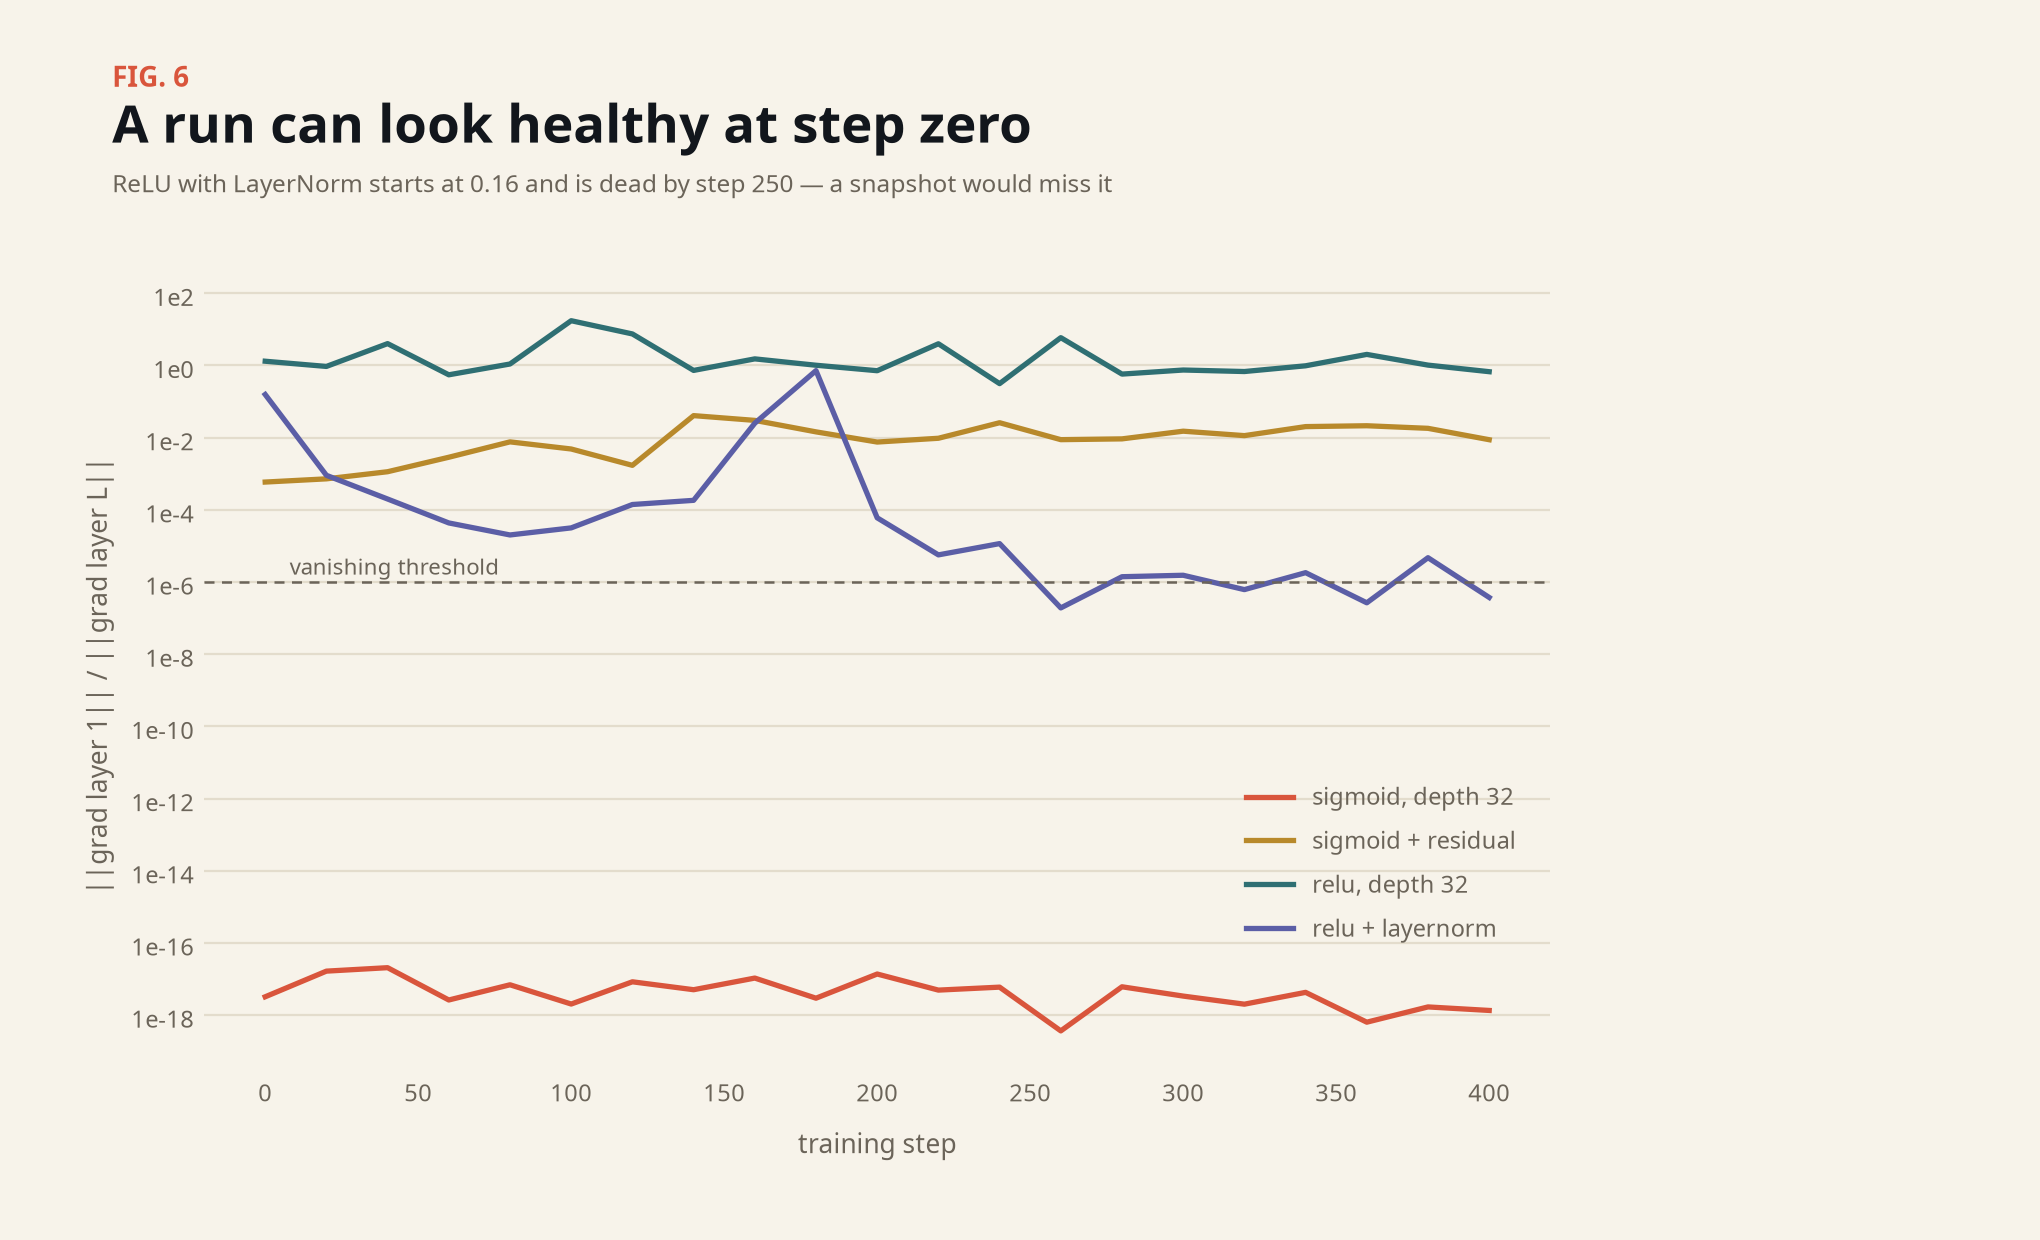 FIG. 6
A run can look healthy at step zero
ReLU with LayerNorm starts at 0.16 and is dead by step 250 — a snapshot would miss it
||grad layer 1|| / ||grad layer L||
1e2
1e0
1e-2
1e-4
vanishing threshold
1e-6
1e-8
1e-10
1e-12
1e-14
1e-16
1e-18
sigmoid, depth 32
sigmoid + residual
relu, depth 32
relu + layernorm
0 50 100 150 200 250 300 350 400
training step